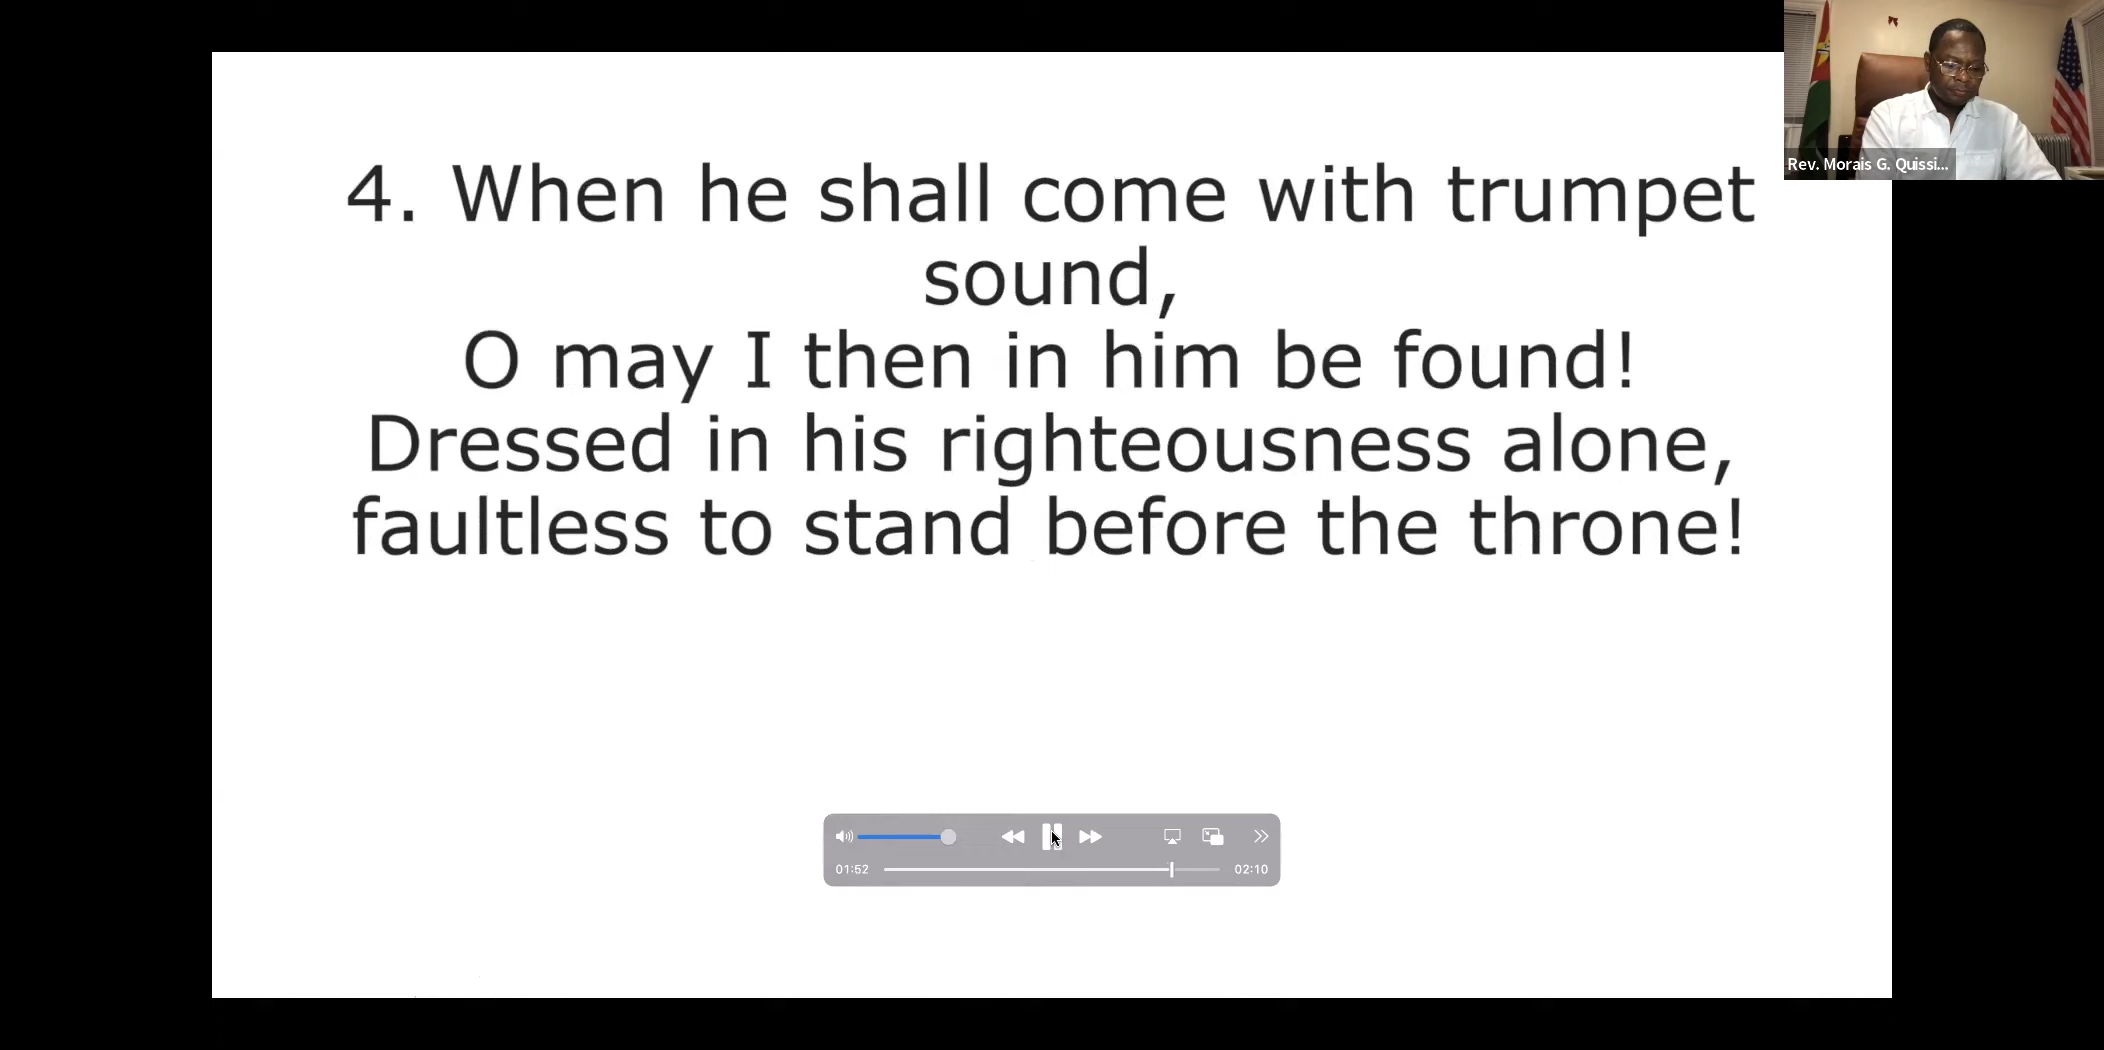 4. When he shall come with trumpet
sound,
O may I then in him be found!
Dressed in his righteousness alone,
faultless to stand before the throne!
Rev. Morais G. Quissi...
01:52
02:10